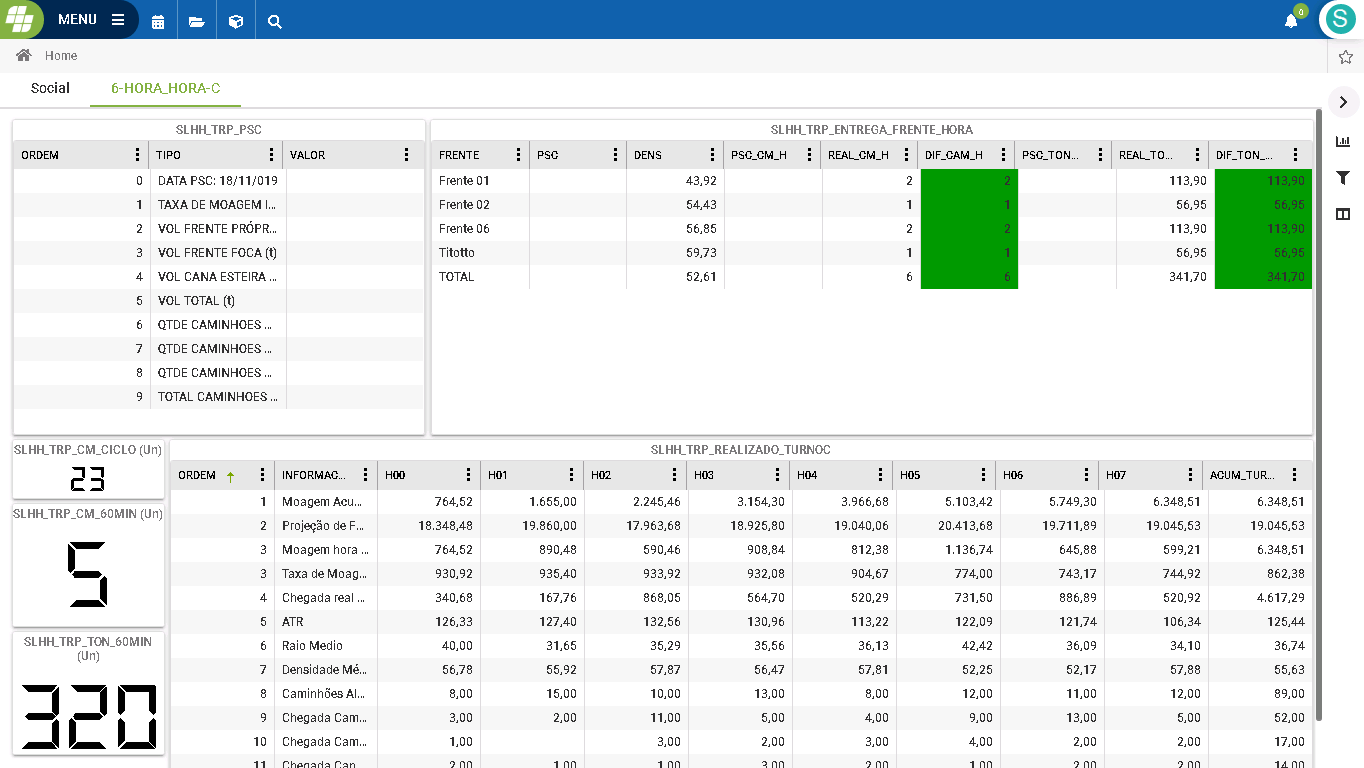 MENU
0
S
Home
Social 6-HORA_HORA-C
SLHH_TRP_PSC
ORDEM TIPO VALOR
0 DATA PSC: 18/11/019
1 TAXA DE MOAGEM I...
2 VOL FRENTE PRÓPR...
3 VOL FRENTE FOCA (t)
4 VOL CANA ESTEIRA ...
5 VOL TOTAL (t)
6 QTDE CAMINHOES ...
7 QTDE CAMINHOES ...
8 QTDE CAMINHOES ...
9 TOTAL CAMINHOES ...
SLHH_TRP_ENTREGA_FRENTE_HORA
FRENTE PSC DENS PSC_CM_H REAL_CM_H DIF_CAM_H PSC_TON... REAL_TO... DIF_TON_...
Frente 01 43,92 2 2 113,90 113,90
Frente 02 54,43 1 1 56,95 56,95
Frente 06 56,85 2 2 113,90 113,90
Titotto 59,73 1 1 56,95 56,95
TOTAL 52,61 6 6 341,70 341,70
SLHH_TRP_CM_CICLO (Un)
23
SLHH_TRP_CM_60MIN (Un)
5
SLHH_TRP_TON_60MIN
(Un)
320
SLHH_TRP_REALIZADO_TURNOC
ORDEM INFORMAC... H00 H01 H02 H03 H04 H05 H06 H07 ACUM_TUR...
1 Moagem Acu... 764,52 1.655,00 2.245,46 3.154,30 3.966,68 5.103,42 5.749,30 6.348,51 6.348,51
2 Projeção de F... 18.348,48 19.860,00 17.963,68 18.925,80 19.040,06 20.413,68 19.711,89 19.045,53 19.045,53
3 Moagem hora ... 764,52 890,48 590,46 908,84 812,38 1.136,74 645,88 599,21 6.348,51
3 Taxa de Moag... 930,92 935,40 933,92 932,08 904,67 774,00 743,17 744,92 862,38
4 Chegada real ... 340,68 167,76 868,05 564,70 520,29 731,50 886,89 520,92 4.617,29
5 ATR 126,33 127,40 132,56 130,96 113,22 122,09 121,74 106,34 125,44
6 Raio Medio 40,00 31,65 35,29 35,56 36,13 42,42 36,09 34,10 36,74
7 Densidade Mé... 56,78 55,92 57,87 56,47 57,81 52,25 52,17 57,88 55,63
8 Caminhões Al... 8,00 15,00 10,00 13,00 8,00 12,00 11,00 12,00 89,00
9 Chegada Cam... 3,00 2,00 11,00 5,00 4,00 9,00 13,00 5,00 52,00
10 Chegada Cam... 1,00 3,00 2,00 3,00 4,00 2,00 2,00 17,00
11 Chegada Can... 2,00 1,00 1,00 3,00 2,00 1,00 2,00 2,00 14,00